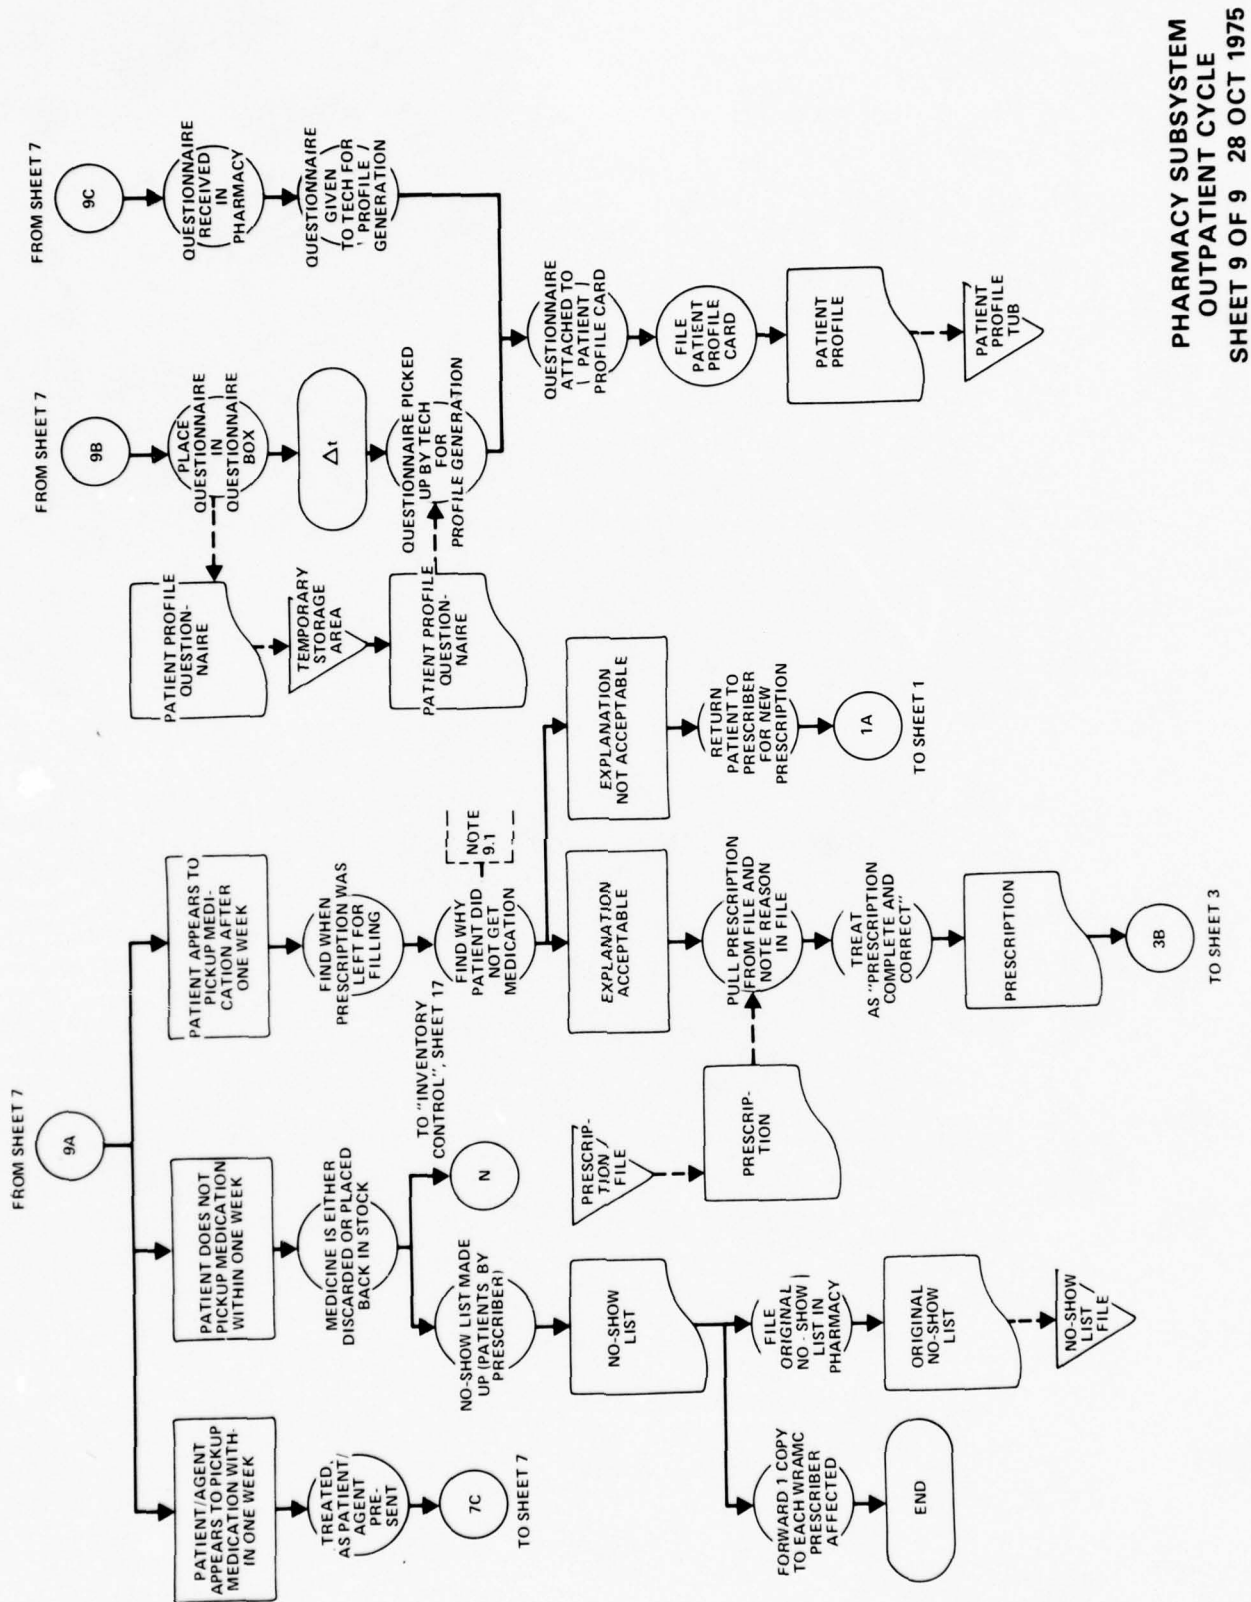 FROM SHEET 7
9A
PATIENT/AGENT
APPEARS TO PICKUP
MEDICATION WITH-
IN ONE WEEK
TREATED,
AS PATIENT/
AGENT
PRE-
SENT
7C
TO SHEET 7
PATIENT DOES NOT
PICKUP MEDICATION
WITHIN ONE WEEK
MEDICINE IS EITHER
DISCARDED OR PLACED
BACK IN STOCK
NO-SHOW LIST MADE
UP (PATIENTS BY
PRESCRIBER)
N
TO "INVENTORY
CONTROL", SHEET 17
NO-SHOW
LIST
FORWARD 1 COPY
TO EACH WRAMC
PRESCRIBER
AFFECTED
END
FILE
ORIGINAL
NO - SHOW
LIST IN
PHARMACY
ORIGINAL
NO-SHOW
LIST
NO-SHOW
LIST
FILE
PATIENT APPEARS TO
PICKUP MEDI-
CATION AFTER
ONE WEEK
FIND WHEN
PRESCRIPTION WAS
LEFT FOR
FILLING
FIND WHY
PATIENT DID
NOT GET
MEDICATION
NOTE
9.1
EXPLANATION
ACCEPTABLE
PULL PRESCRIPTION
FROM FILE AND
NOTE REASON
IN FILE
PRESCRIP-
TION
FILE
PRESCRIP-
TION
TREAT
AS "PRESCRIPTION
COMPLETE AND
CORRECT"
PRESCRIPTION
3B
TO SHEET 3
EXPLANATION
NOT ACCEPTABLE
RETURN
PATIENT TO
PRESCRIBER
FOR NEW
PRESCRIPTION
1A
TO SHEET 1
FROM SHEET 7
9B
PLACE
QUESTIONNAIRE
IN
QUESTIONNAIRE
BOX
PATIENT PROFILE
QUESTION-
NAIRE
TEMPORARY
STORAGE
AREA
PATIENT PROFILE
QUESTION-
NAIRE
Δt
QUESTIONNAIRE PICKED
UP BY TECH
FOR
PROFILE GENERATION
FROM SHEET 7
9C
QUESTIONNAIRE
RECEIVED
IN
PHARMACY
QUESTIONNAIRE
GIVEN
TO TECH FOR
PROFILE
GENERATION
QUESTIONNAIRE
ATTACHED TO
PATIENT
PROFILE CARD
FILE
PATIENT
PROFILE
CARD
PATIENT
PROFILE
PATIENT
PROFILE
TUB
PHARMACY SUBSYSTEM
OUTPATIENT CYCLE
SHEET 9 OF 9 28 OCT 1975